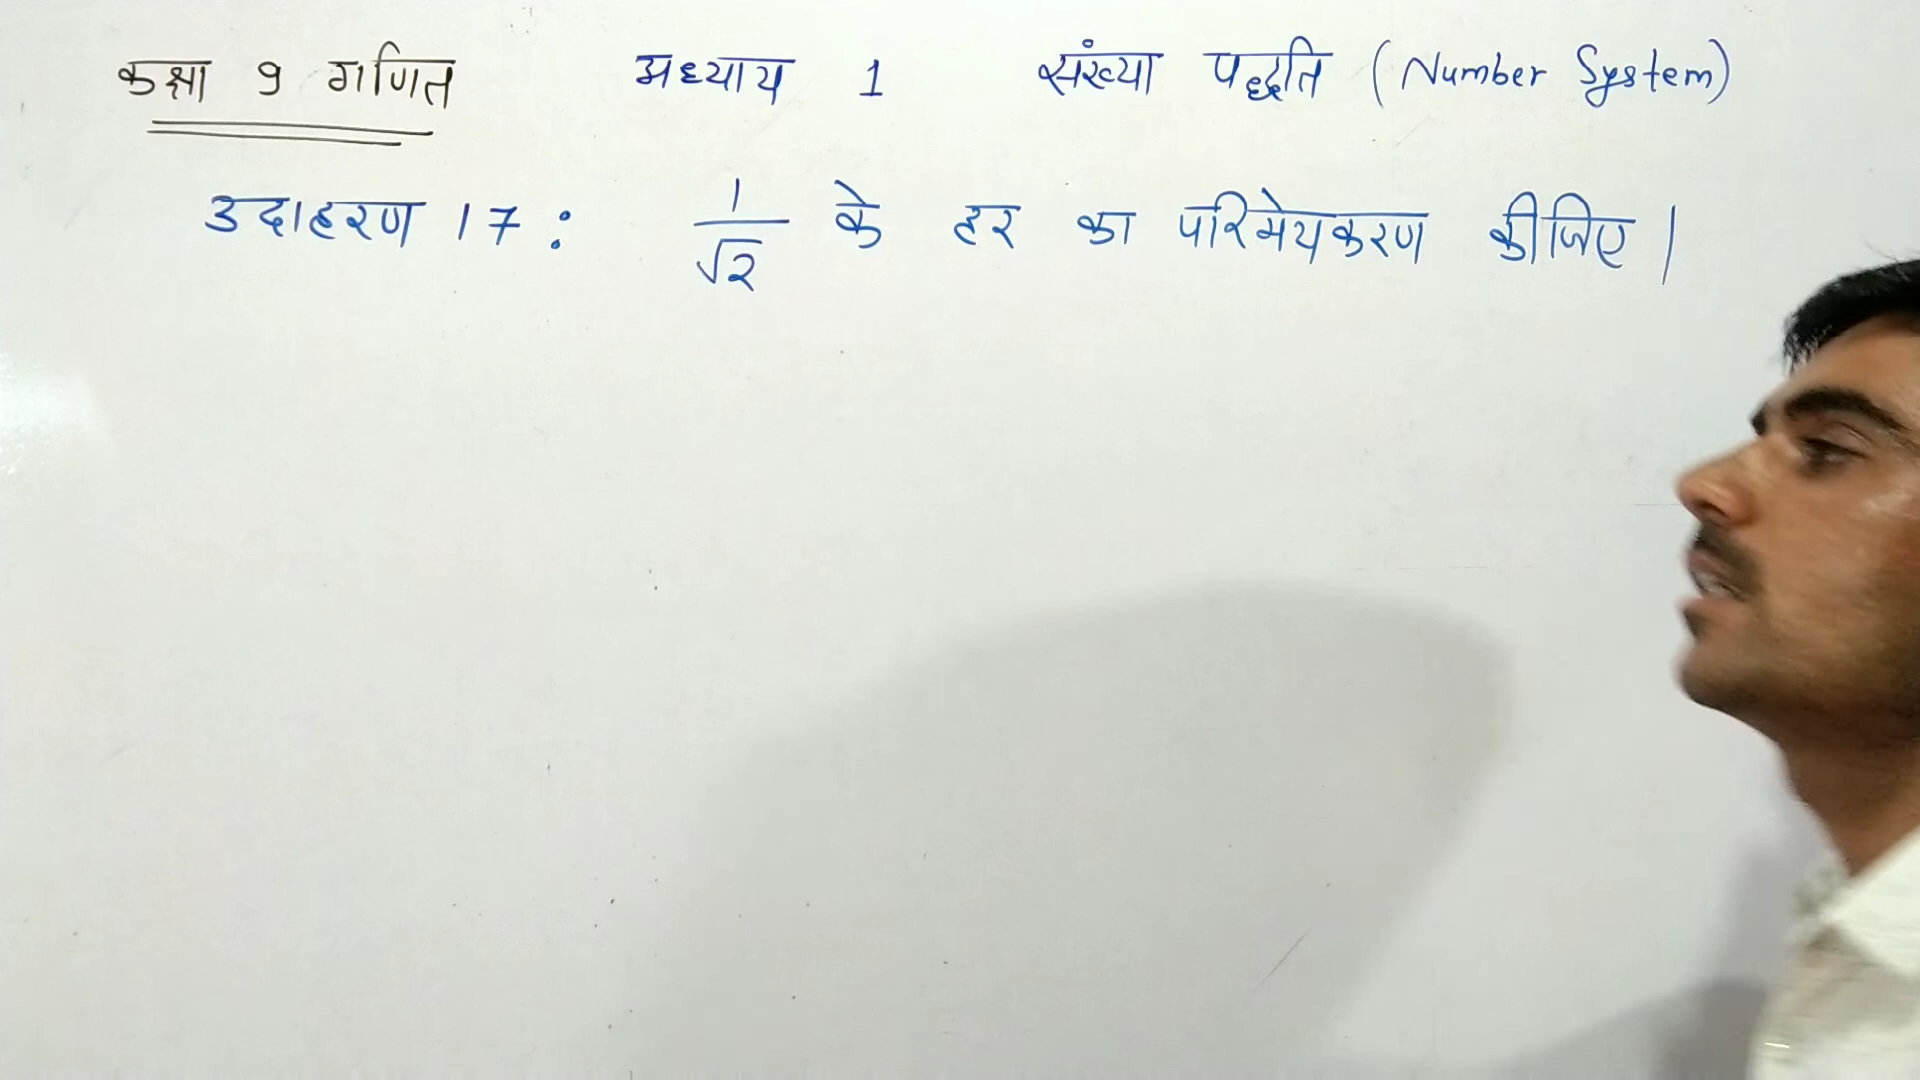 कक्षा 9 गणित अध्याय 1 संख्या पद्धति (Number System)
उदाहरण 17: 1/√2 के हर का परिमेयकरण कीजिए।